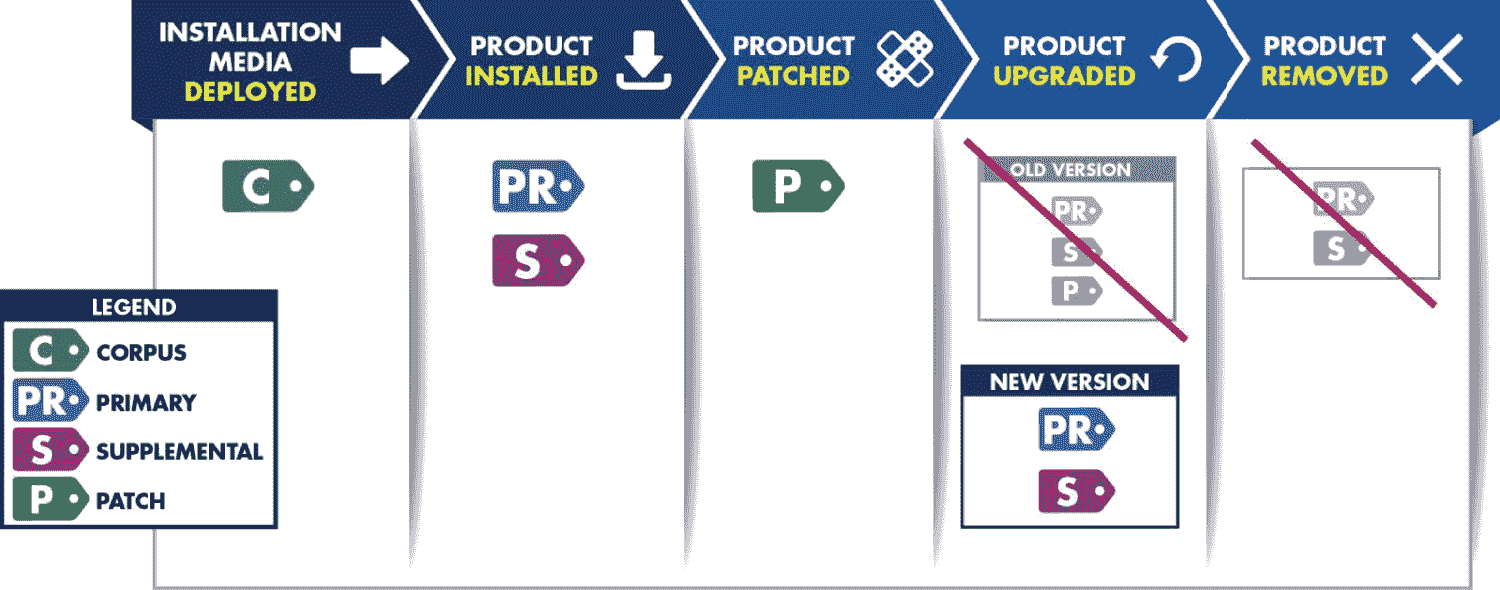 INSTALLATION
MEDIA
DEPLOYED
PRODUCT
INSTALLED
PRODUCT
PATCHED
PRODUCT
UPGRADED
PRODUCT
REMOVED
C
PR
S
P
OLD VERSION
PR
S
P
NEW VERSION
PR
S
PR
S
LEGEND
C CORPUS
PR PRIMARY
S SUPPLEMENTAL
P PATCH